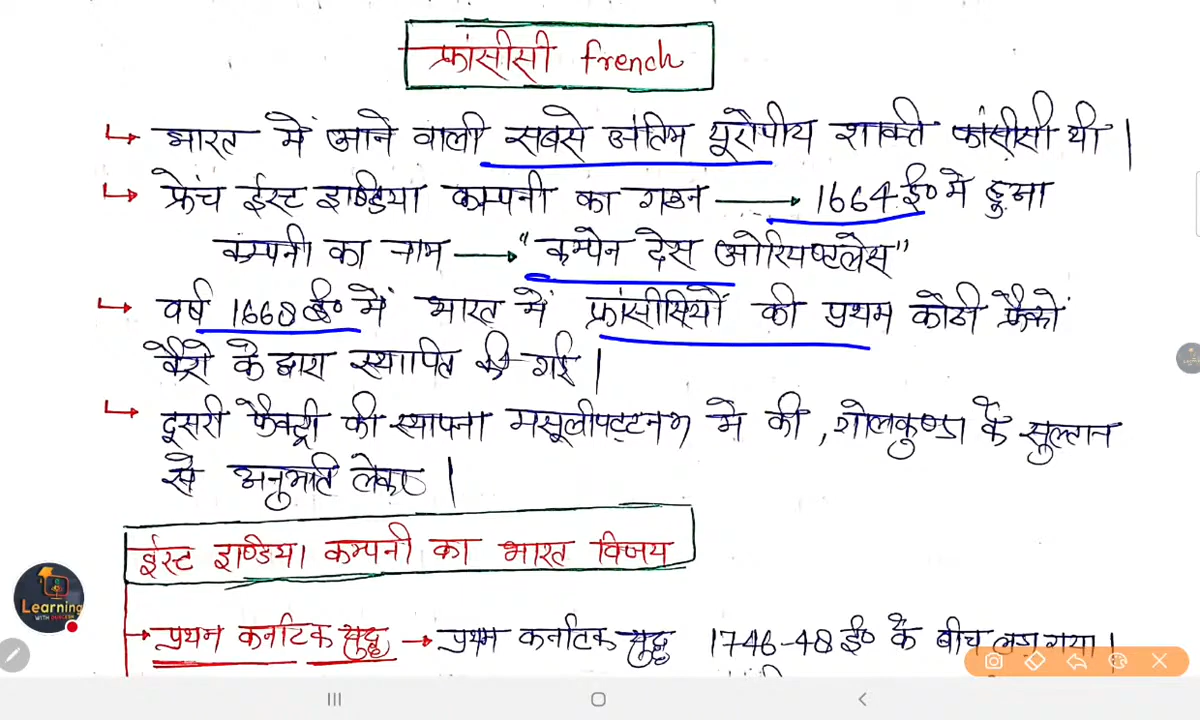 फ्रांसीसी french
भारत में आने वाली सबसे अंतिम यूरोपीय शक्ति फ्रांसीसी थी |
फ्रेंच ईस्ट इण्डिया कम्पनी का गठन → 1664 ई० में हुआ
कम्पनी का नाम → "कम्पेन देस ओरियण्टलेस"
वर्ष 1668 ई० में भारत में फ्रांसीसियों की प्रथम कोठी फ्रैंको
कैरो के द्वारा स्थापित की गई |
दूसरी फैक्ट्री की स्थापना मसूलीपट्टनम में की, गोलकुण्डा के सुल्तान
से अनुमति लेकर |
ईस्ट इण्डिया कम्पनी का भारत विजय
प्रथम कर्नाटक युद्ध → प्रथम कर्नाटक युद्ध 1746-48 ई० के बीच लड़ा गया |
Learning
WITH DURGESH